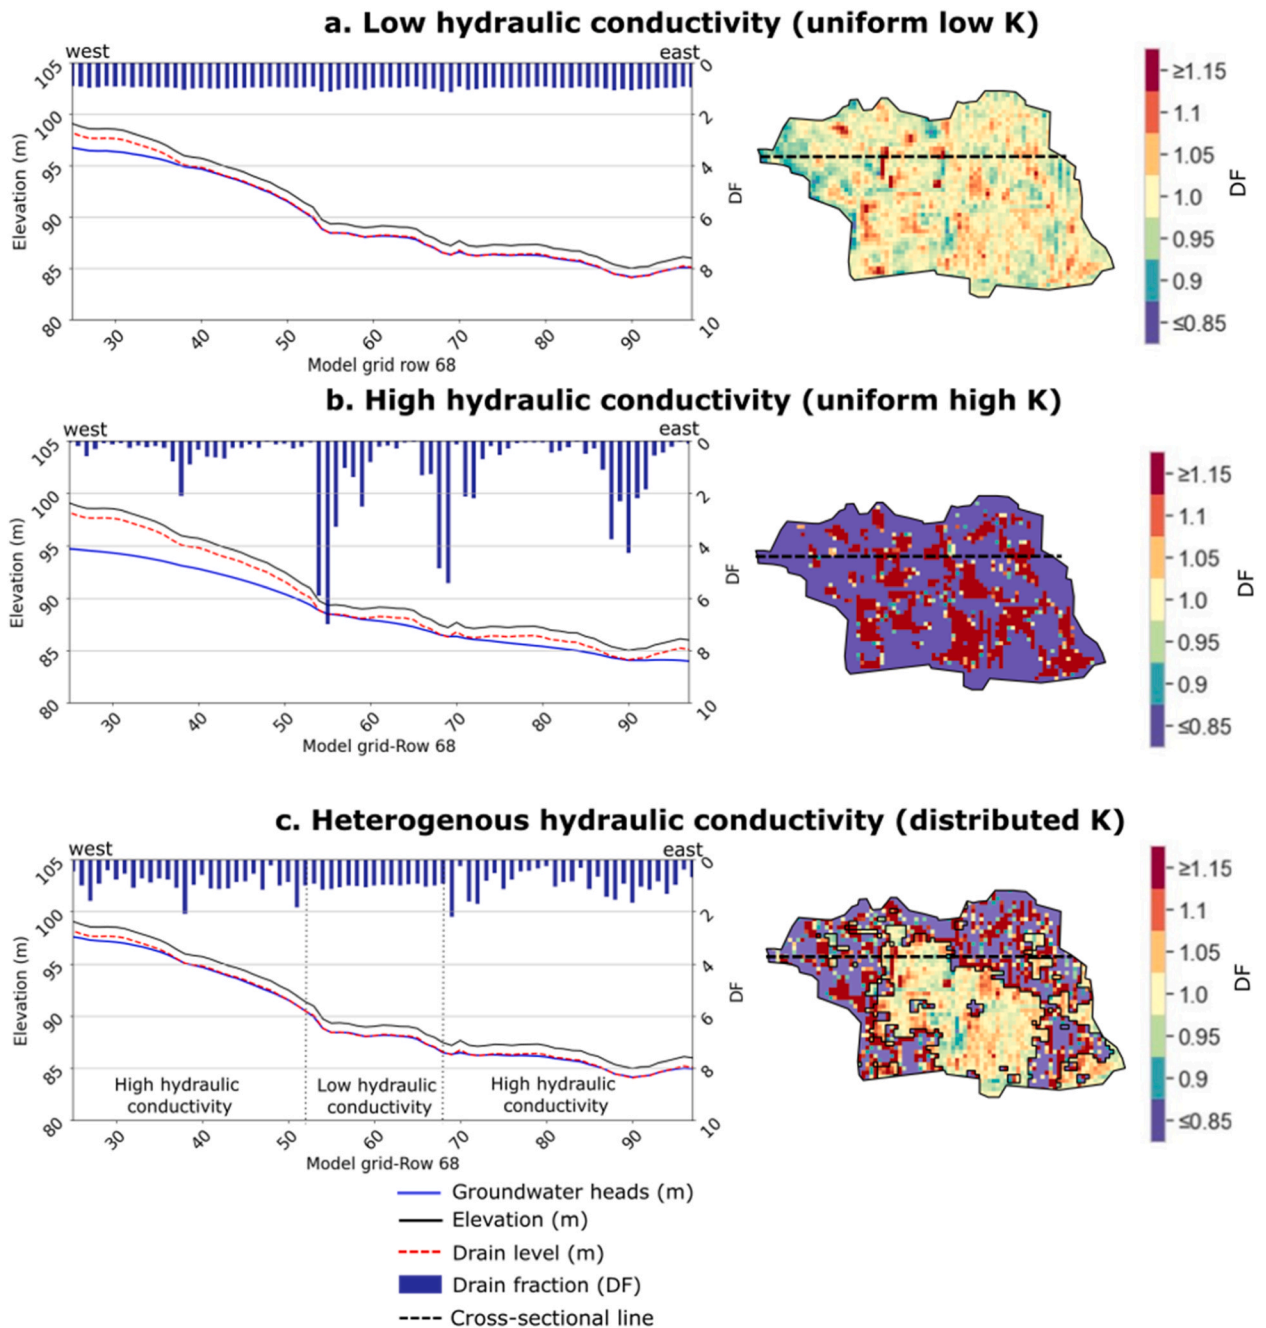 a. Low hydraulic conductivity (uniform low K)
west
east
105
100
95
90
85
80
Elevation (m)
0
2
4
6
8
10
DF
30
40
50
60
70
80
90
Model grid row 68
≥1.15
1.1
1.05
1.0
0.95
0.9
≤0.85
DF
b. High hydraulic conductivity (uniform high K)
west
east
105
100
95
90
85
80
Elevation (m)
0
2
4
6
8
10
DF
30
40
50
60
70
80
90
Model grid-Row 68
≥1.15
1.1
1.05
1.0
0.95
0.9
≤0.85
DF
c. Heterogenous hydraulic conductivity (distributed K)
west
east
105
100
95
90
85
80
Elevation (m)
0
2
4
6
8
10
DF
High hydraulic
conductivity
Low hydraulic
conductivity
High hydraulic
conductivity
30
40
50
60
70
80
90
Model grid-Row 68
≥1.15
1.1
1.05
1.0
0.95
0.9
≤0.85
DF
Groundwater heads (m)
Elevation (m)
Drain level (m)
Drain fraction (DF)
Cross-sectional line